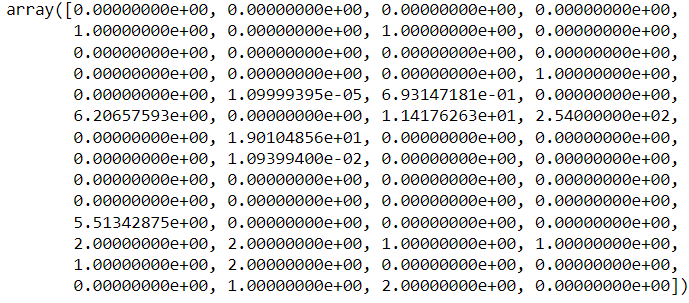 array([0.00000000e+00, 0.00000000e+00, 0.00000000e+00, 0.00000000e+00,
1.00000000e+00, 0.00000000e+00, 1.00000000e+00, 0.00000000e+00,
0.00000000e+00, 0.00000000e+00, 0.00000000e+00, 0.00000000e+00,
0.00000000e+00, 0.00000000e+00, 0.00000000e+00, 1.00000000e+00,
0.00000000e+00, 1.09999395e-05, 6.93147181e-01, 0.00000000e+00,
6.20657593e+00, 0.00000000e+00, 1.14176263e+01, 2.54000000e+02,
0.00000000e+00, 1.90104856e+01, 0.00000000e+00, 0.00000000e+00,
0.00000000e+00, 1.09399400e-02, 0.00000000e+00, 0.00000000e+00,
0.00000000e+00, 0.00000000e+00, 0.00000000e+00, 0.00000000e+00,
0.00000000e+00, 0.00000000e+00, 0.00000000e+00, 0.00000000e+00,
5.51342875e+00, 0.00000000e+00, 0.00000000e+00, 0.00000000e+00,
2.00000000e+00, 2.00000000e+00, 1.00000000e+00, 1.00000000e+00,
1.00000000e+00, 2.00000000e+00, 0.00000000e+00, 0.00000000e+00,
0.00000000e+00, 1.00000000e+00, 2.00000000e+00, 0.00000000e+00])